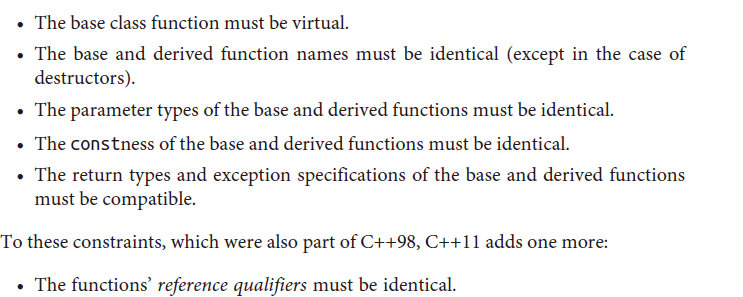 • The base class function must be virtual.
• The base and derived function names must be identical (except in the case of
destructors).
• The parameter types of the base and derived functions must be identical.
• The constness of the base and derived functions must be identical.
• The return types and exception specifications of the base and derived functions
must be compatible.
To these constraints, which were also part of C++98, C++11 adds one more:
• The functions’ reference qualifiers must be identical.